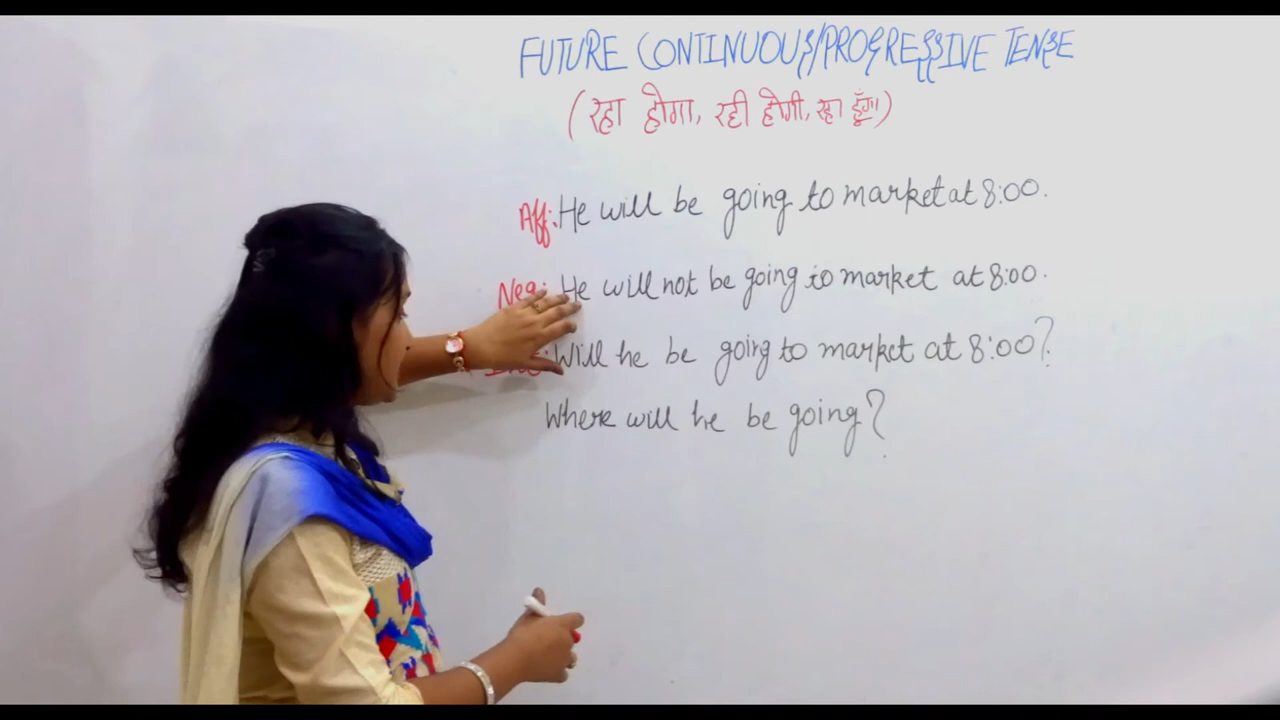 FUTURE CONTINUOUS/PROGRESSIVE TENSE
(रहा होगा, रही होगी, रहा हूँगा)
Aff: He will be going to market at 8:00.
Neg: He will not be going to market at 8:00.
Will he be going to market at 8:00?
Where will he be going?